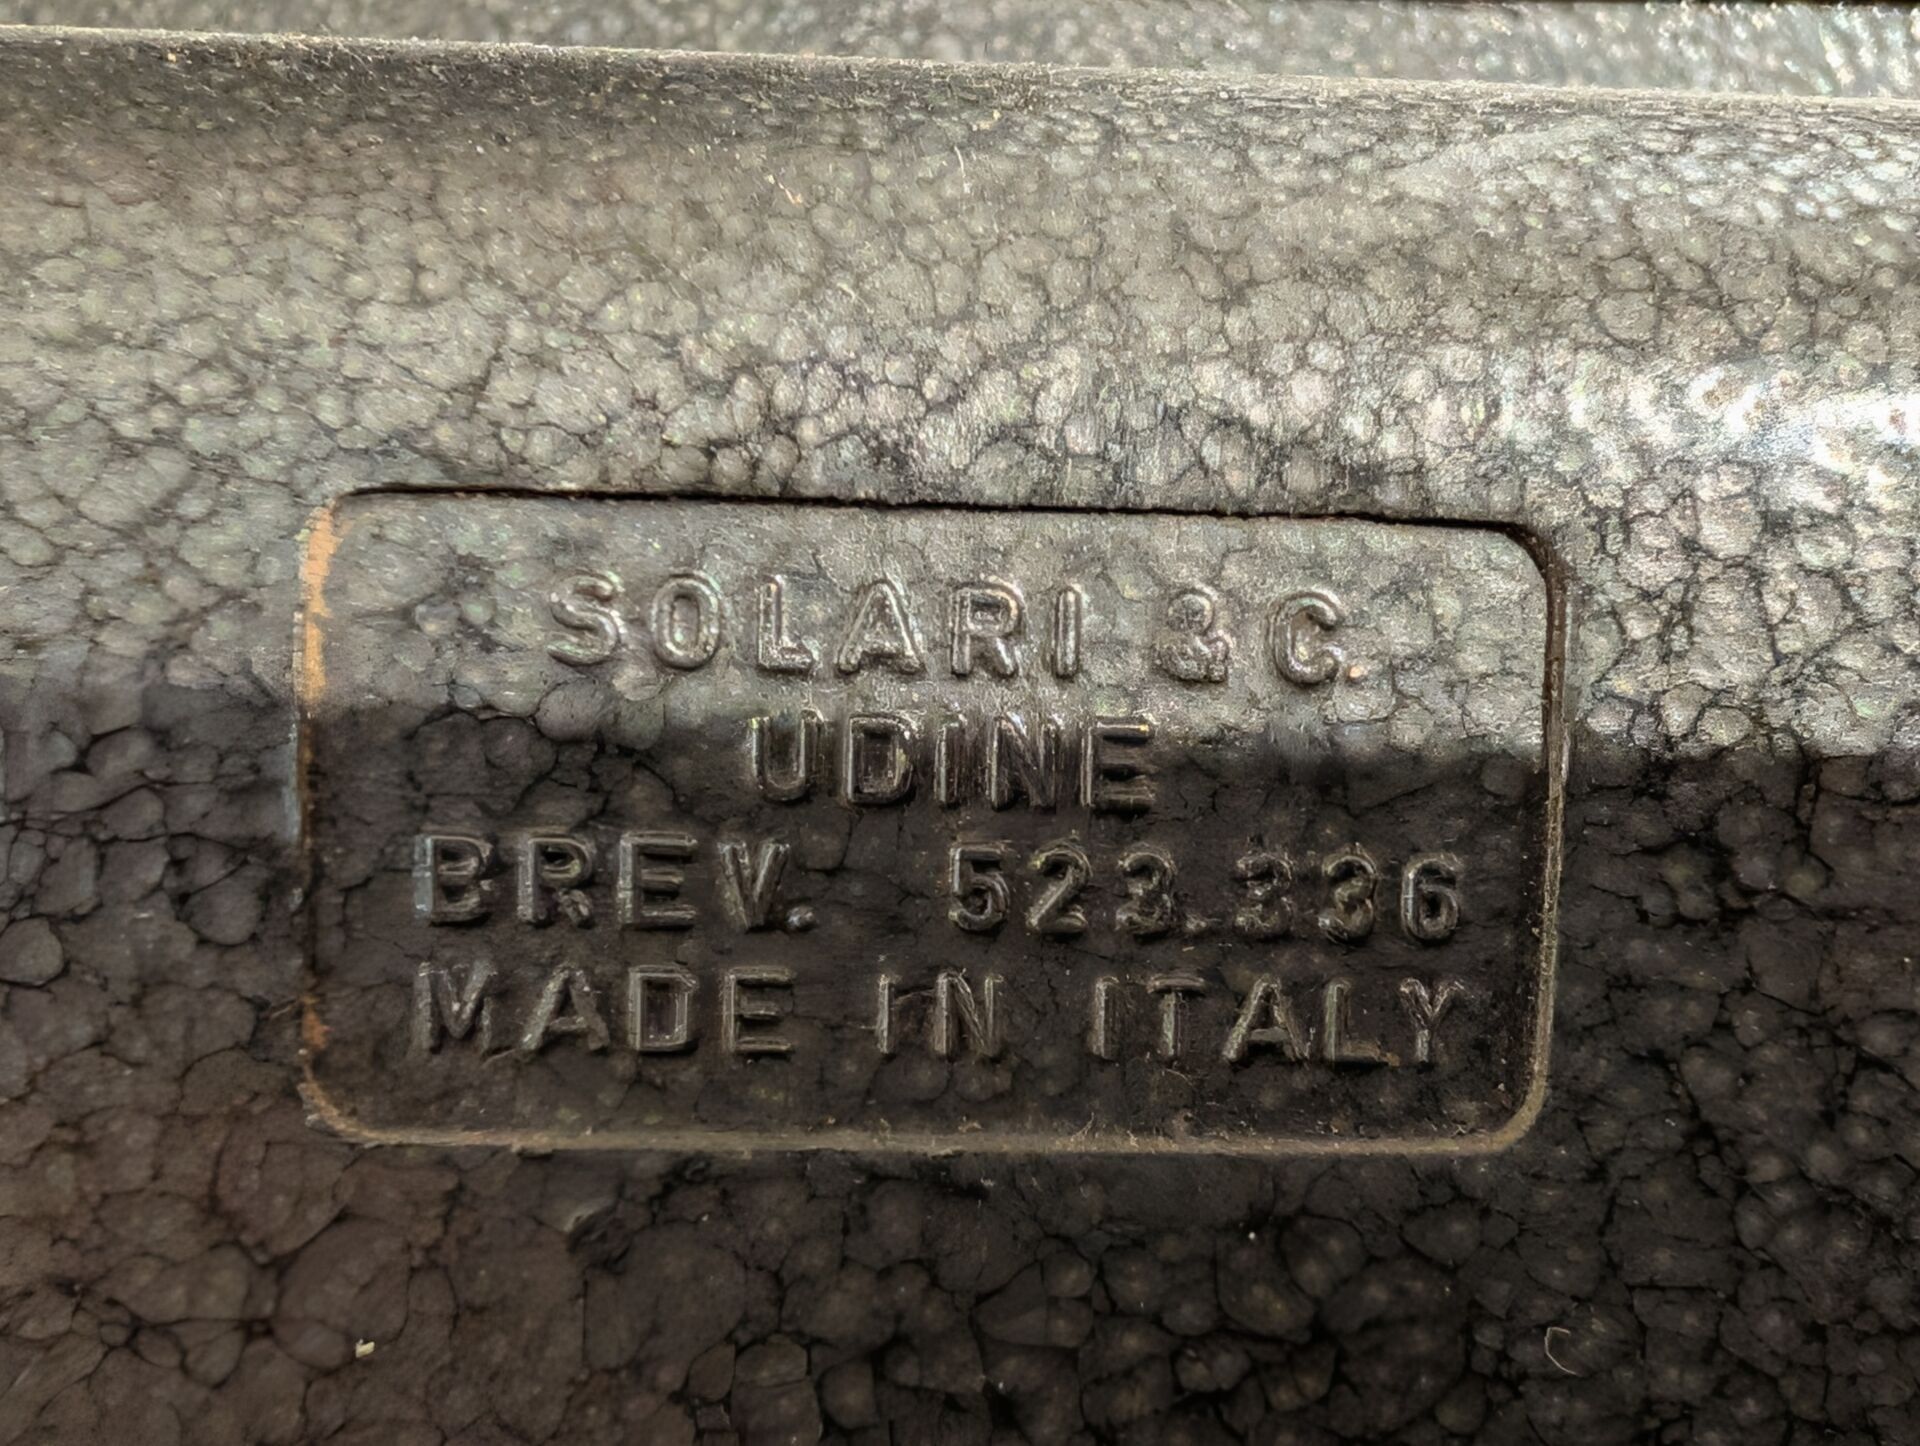 SOLARI & C.
UDINE
BREV. 523.336
MADE IN ITALY